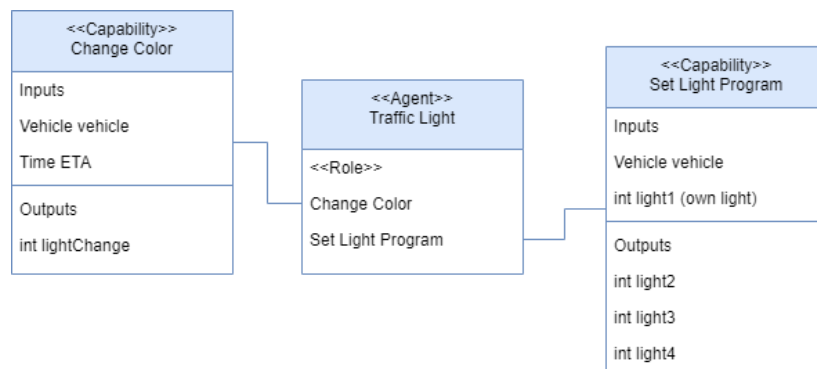 <<Capability>>
Change Color
Inputs
Vehicle vehicle
Time ETA
Outputs
int lightChange
<<Agent>>
Traffic Light
<<Role>>
Change Color
Set Light Program
<<Capability>>
Set Light Program
Inputs
Vehicle vehicle
int light1 (own light)
Outputs
int light2
int light3
int light4